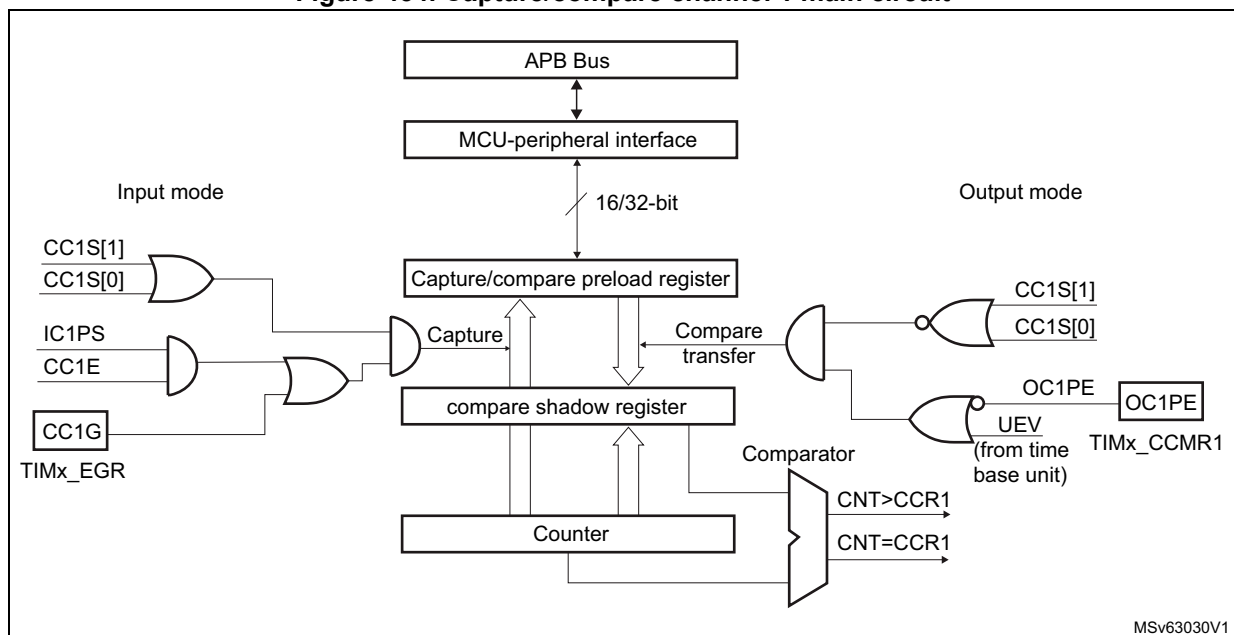 APB Bus
MCU-peripheral interface
Input mode
16/32-bit
Output mode
CC1S[1]
CC1S[0]
Capture/compare preload register
CC1S[1]
CC1S[0]
IC1PS
CC1E
Capture
Compare
transfer
compare shadow register
OC1PE
OC1PE
CC1G
TIMx_EGR
UEV
(from time
base unit)
TIMx_CCMR1
Comparator
CNT>CCR1
Counter
CNT=CCR1
MSv63030V1